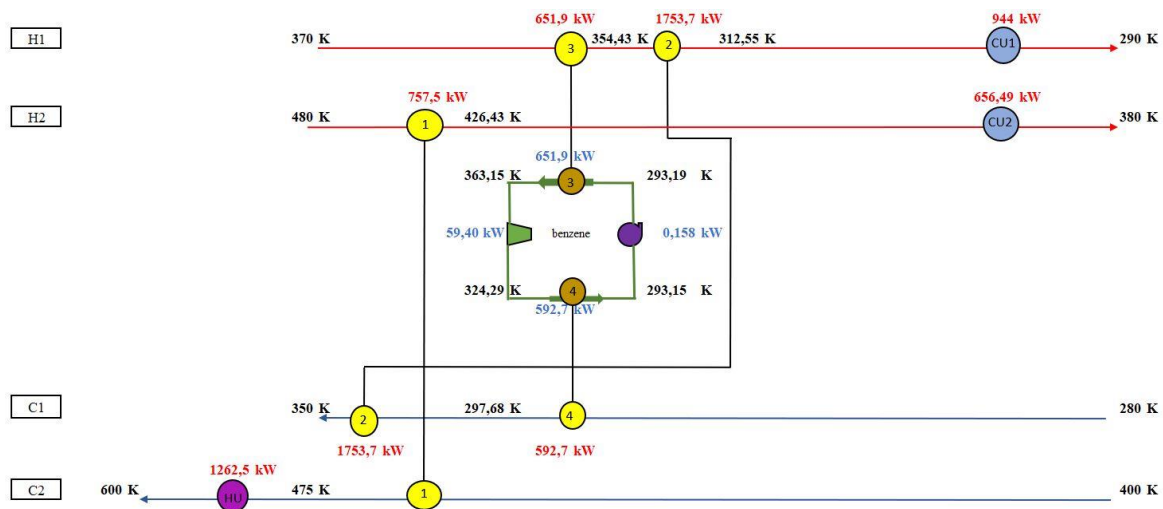 651,9 kW 1753,7 kW 944 kW
H1 370 K 3 354,43 K 2 312,55 K CU1 290 K
757,5 kW 656,49 kW
H2 480 K 1 426,43 K CU2 380 K
651,9 kW
363,15 K 3 293,19 K
59,40 kW benzene 0,158 kW
324,29 K 4 293,15 K
592,7 kW
C1 350 K 2 297,68 K 4 280 K
1753,7 kW 592,7 kW
1262,5 kW
C2 600 K HU 475 K 1 400 K